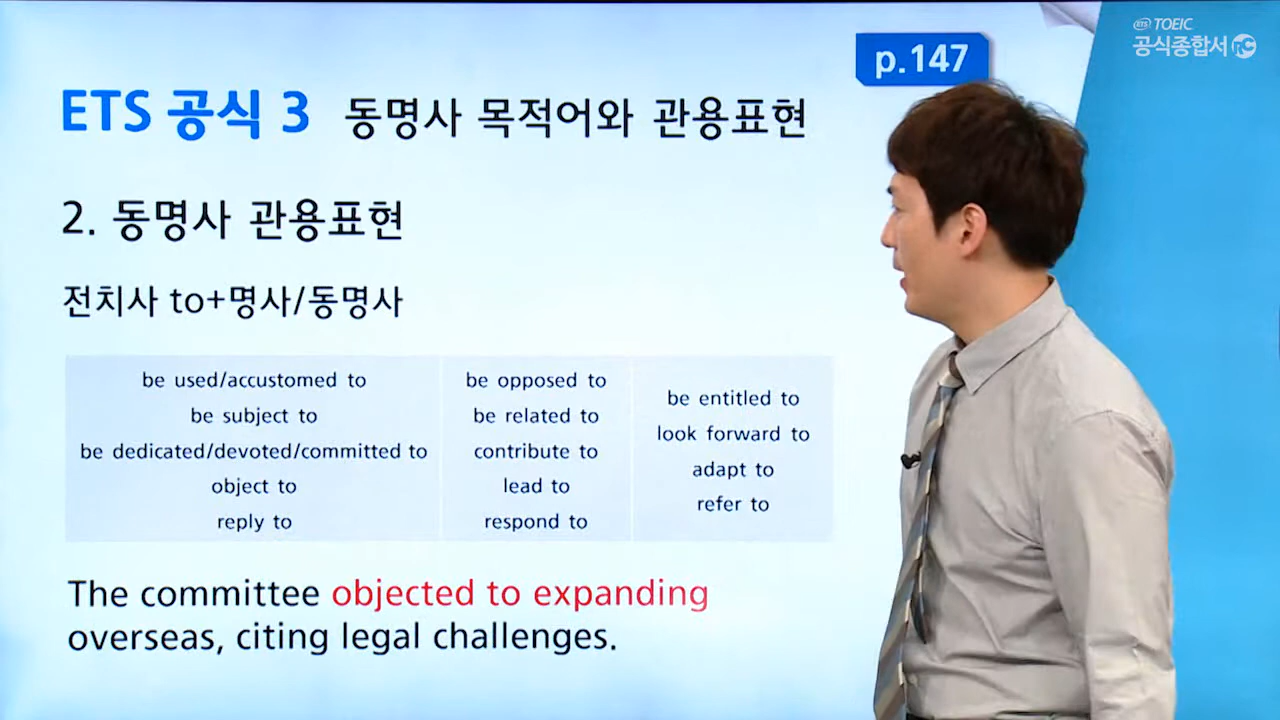 ETS TOEIC
공식종합서 RC
p.147
ETS 공식 3 동명사 목적어와 관용표현
2. 동명사 관용표현
전치사 to+명사/동명사
be used/accustomed to
be subject to
be dedicated/devoted/committed to
object to
reply to
be opposed to
be related to
contribute to
lead to
respond to
be entitled to
look forward to
adapt to
refer to
The committee objected to expanding
overseas, citing legal challenges.